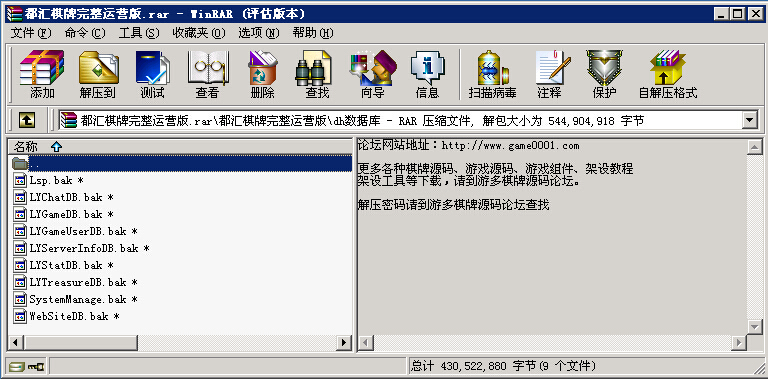 都汇棋牌完整运营版.rar - WinRAR (评估版本)
文件(F) 命令(C) 工具(S) 收藏夹(O) 选项(N) 帮助(H)
添加 解压到 测试 查看 删除 查找 向导 信息 扫描病毒 注释 保护 自解压格式
都汇棋牌完整运营版.rar\都汇棋牌完整运营版\dh数据库 - RAR 压缩文件, 解包大小为 544,904,918 字节
名称
..
Lsp.bak *
LYChatDB.bak *
LYGameDB.bak *
LYGameUserDB.bak *
LYServerInfoDB.bak *
LYStatDB.bak *
LYTreasureDB.bak *
SystemManage.bak *
WebSiteDB.bak *
论坛网站地址：http://www.game0001.com
更多各种棋牌源码、游戏源码、游戏组件、架设教程
架设工具等下载，请到游多棋牌源码论坛。
解压密码请到游多棋牌源码论坛查找
总计 430,522,880 字节(9 个文件)